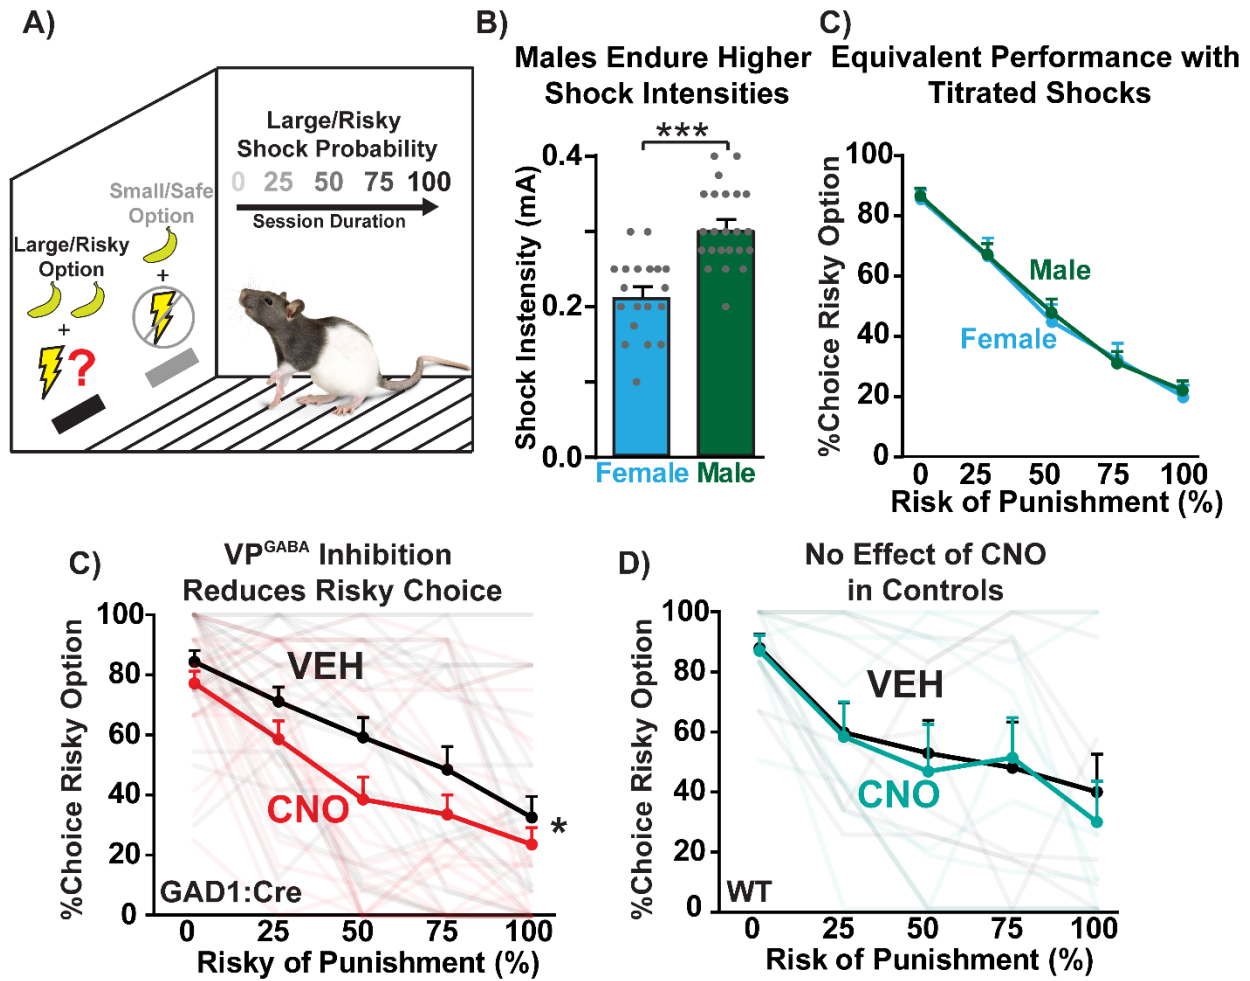 A)
Large/Risky
Shock Probability
0 25 50 75 100
Session Duration
Small/Safe
Option
+
Large/Risky
Option
+
?
B)
Males Endure Higher
Shock Intensities
***
Shock Instensity (mA)
0.4
0.2
0.0
Female Male
C)
Equivalent Performance with
Titrated Shocks
%Choice Risky Option
100
80
60
40
20
0
Male
Female
0 25 50 75 100
Risk of Punishment (%)
C)
VPGABA Inhibition
Reduces Risky Choice
%Choice Risky Option
100
80
60
40
20
0
VEH
CNO
*
GAD1:Cre
0 25 50 75 100
Risky of Punishment (%)
D)
No Effect of CNO
in Controls
%Choice Risky Option
100
80
60
40
20
0
VEH
CNO
WT
0 25 50 75 100
Risk of Punishment (%)